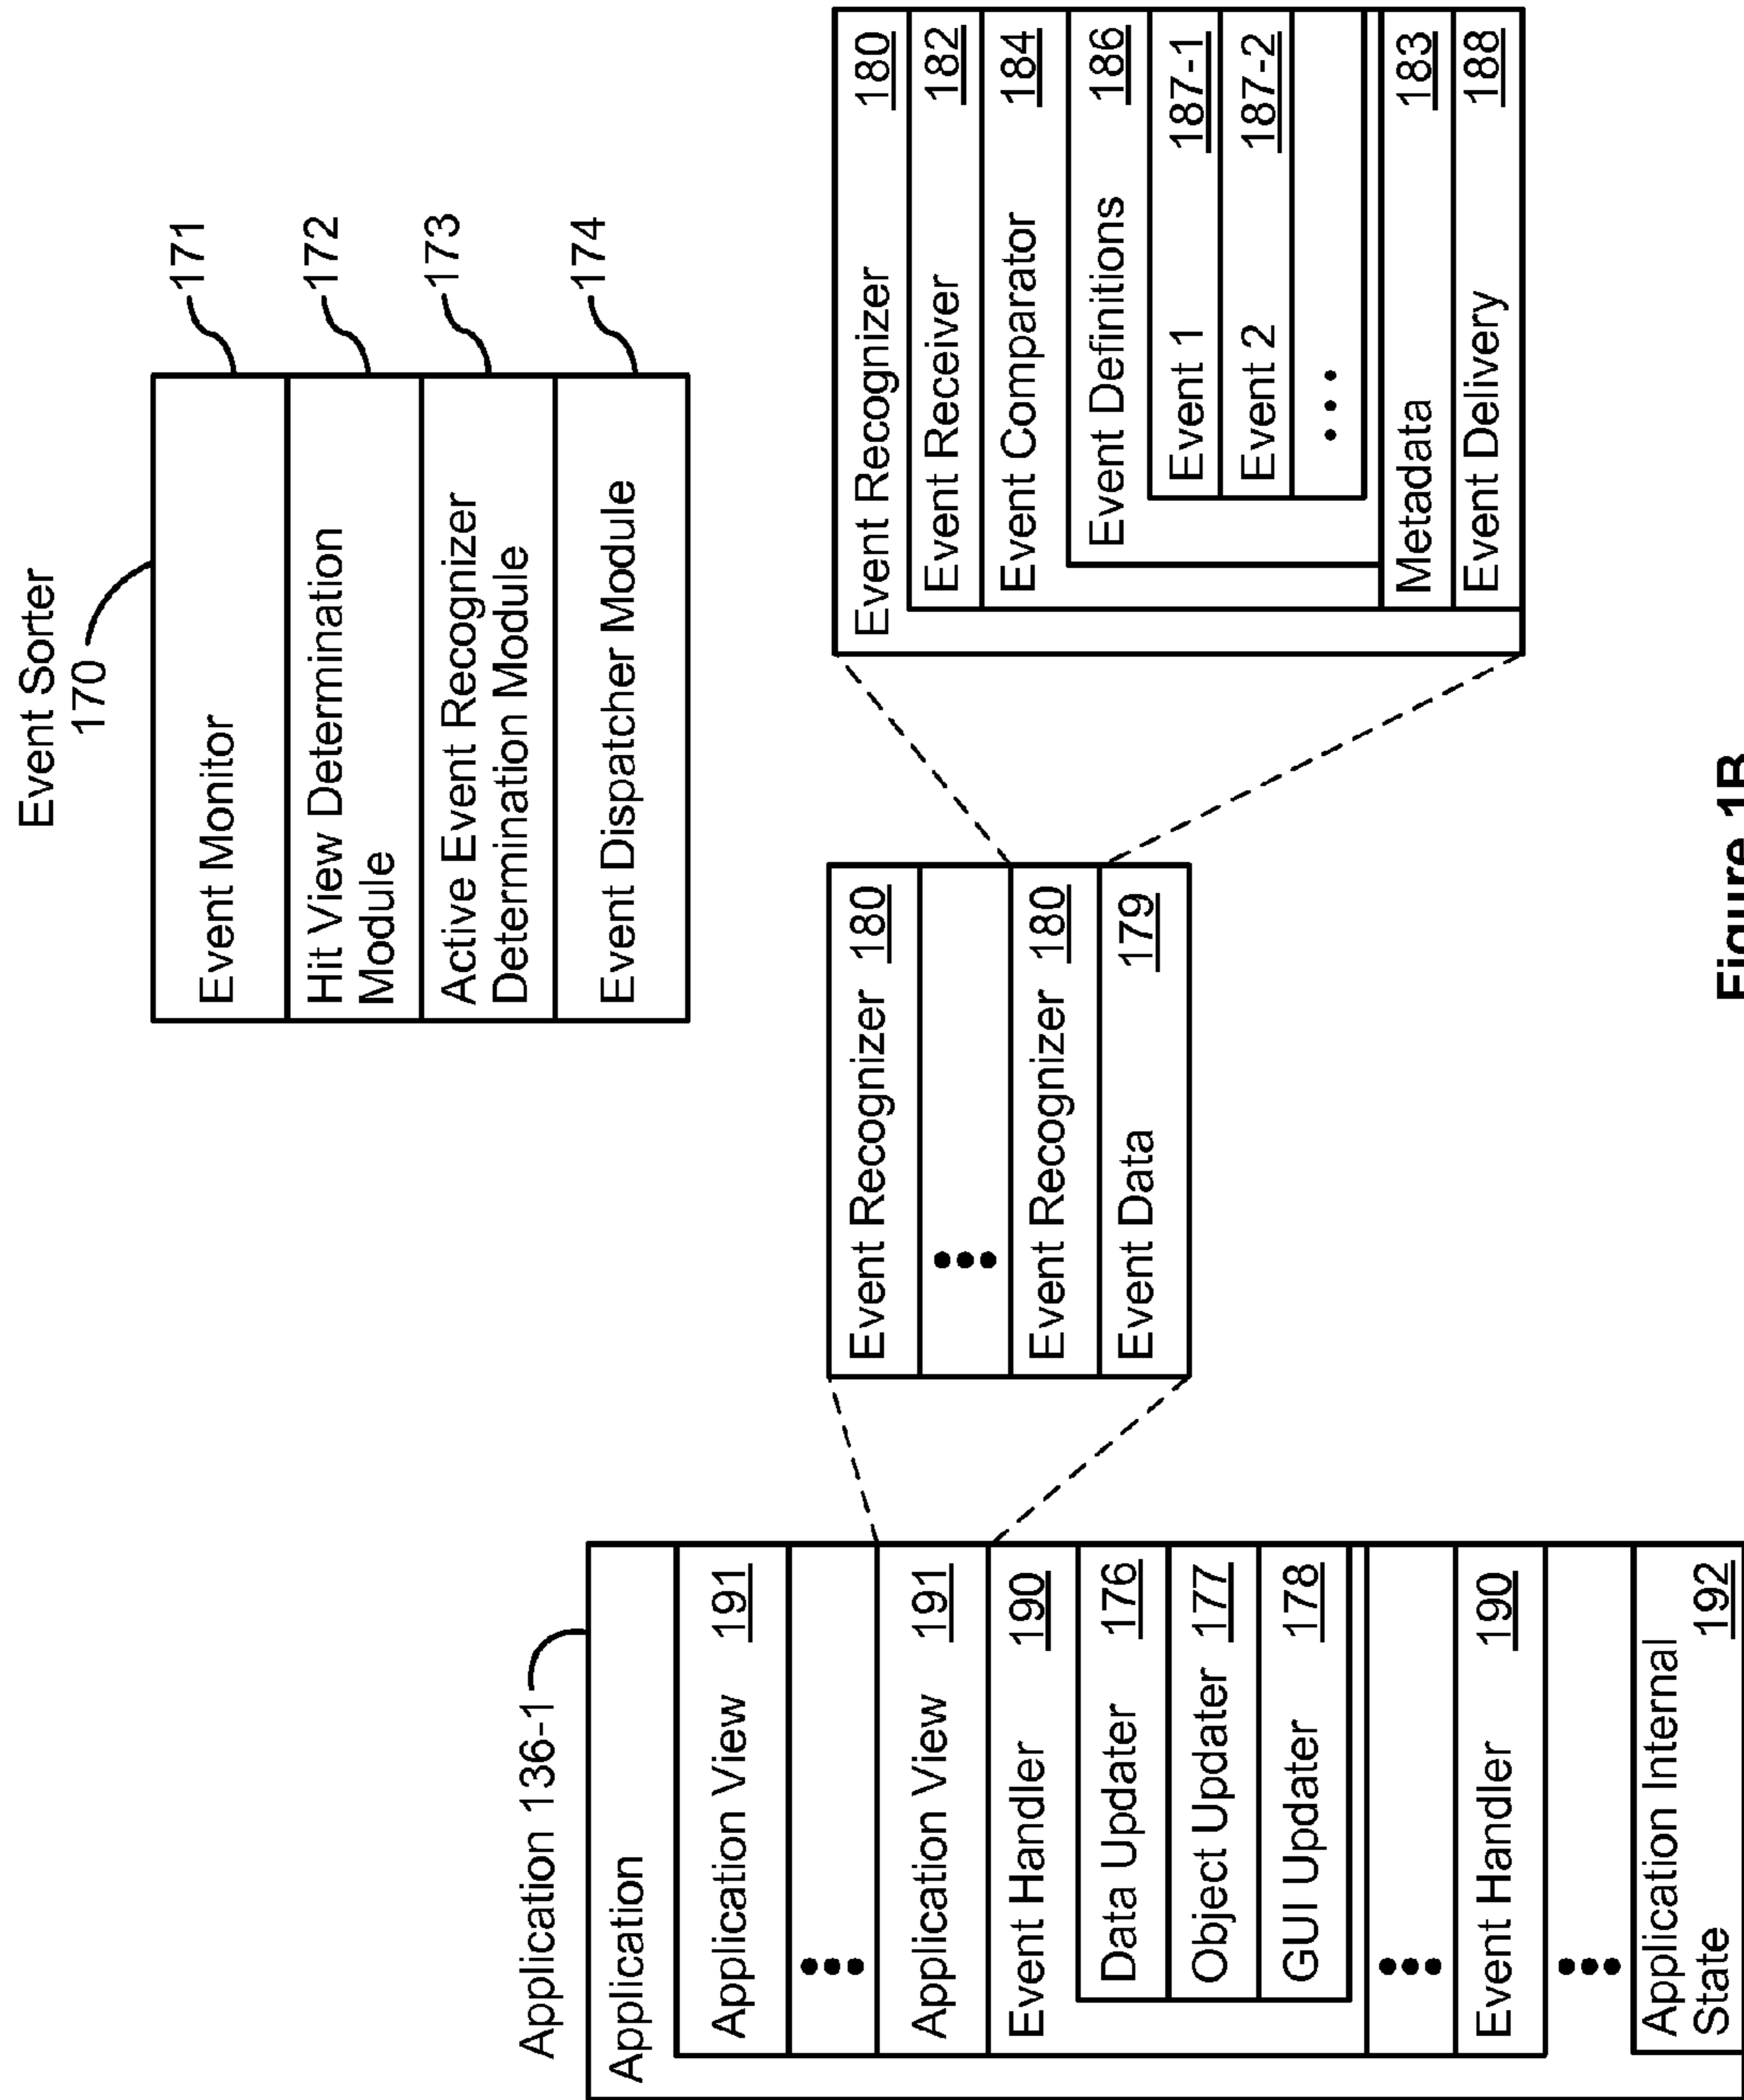 Event Sorter
170
Event Monitor
171
Hit View Determination
Module
172
Active Event Recognizer
Determination Module
173
Event Dispatcher Module
174
Application 136-1
Application
Application View 191
•••
Application View 191
Event Handler 190
Data Updater 176
Object Updater 177
GUI Updater 178
•••
Event Handler 190
•••
Application Internal
State 192
Event Recognizer 180
•••
Event Recognizer 180
Event Data 179
Event Recognizer 180
Event Receiver 182
Event Comparator 184
Event Definitions 186
Event 1 187-1
Event 2 187-2
•••
Metadata 183
Event Delivery 188
Figure 1B